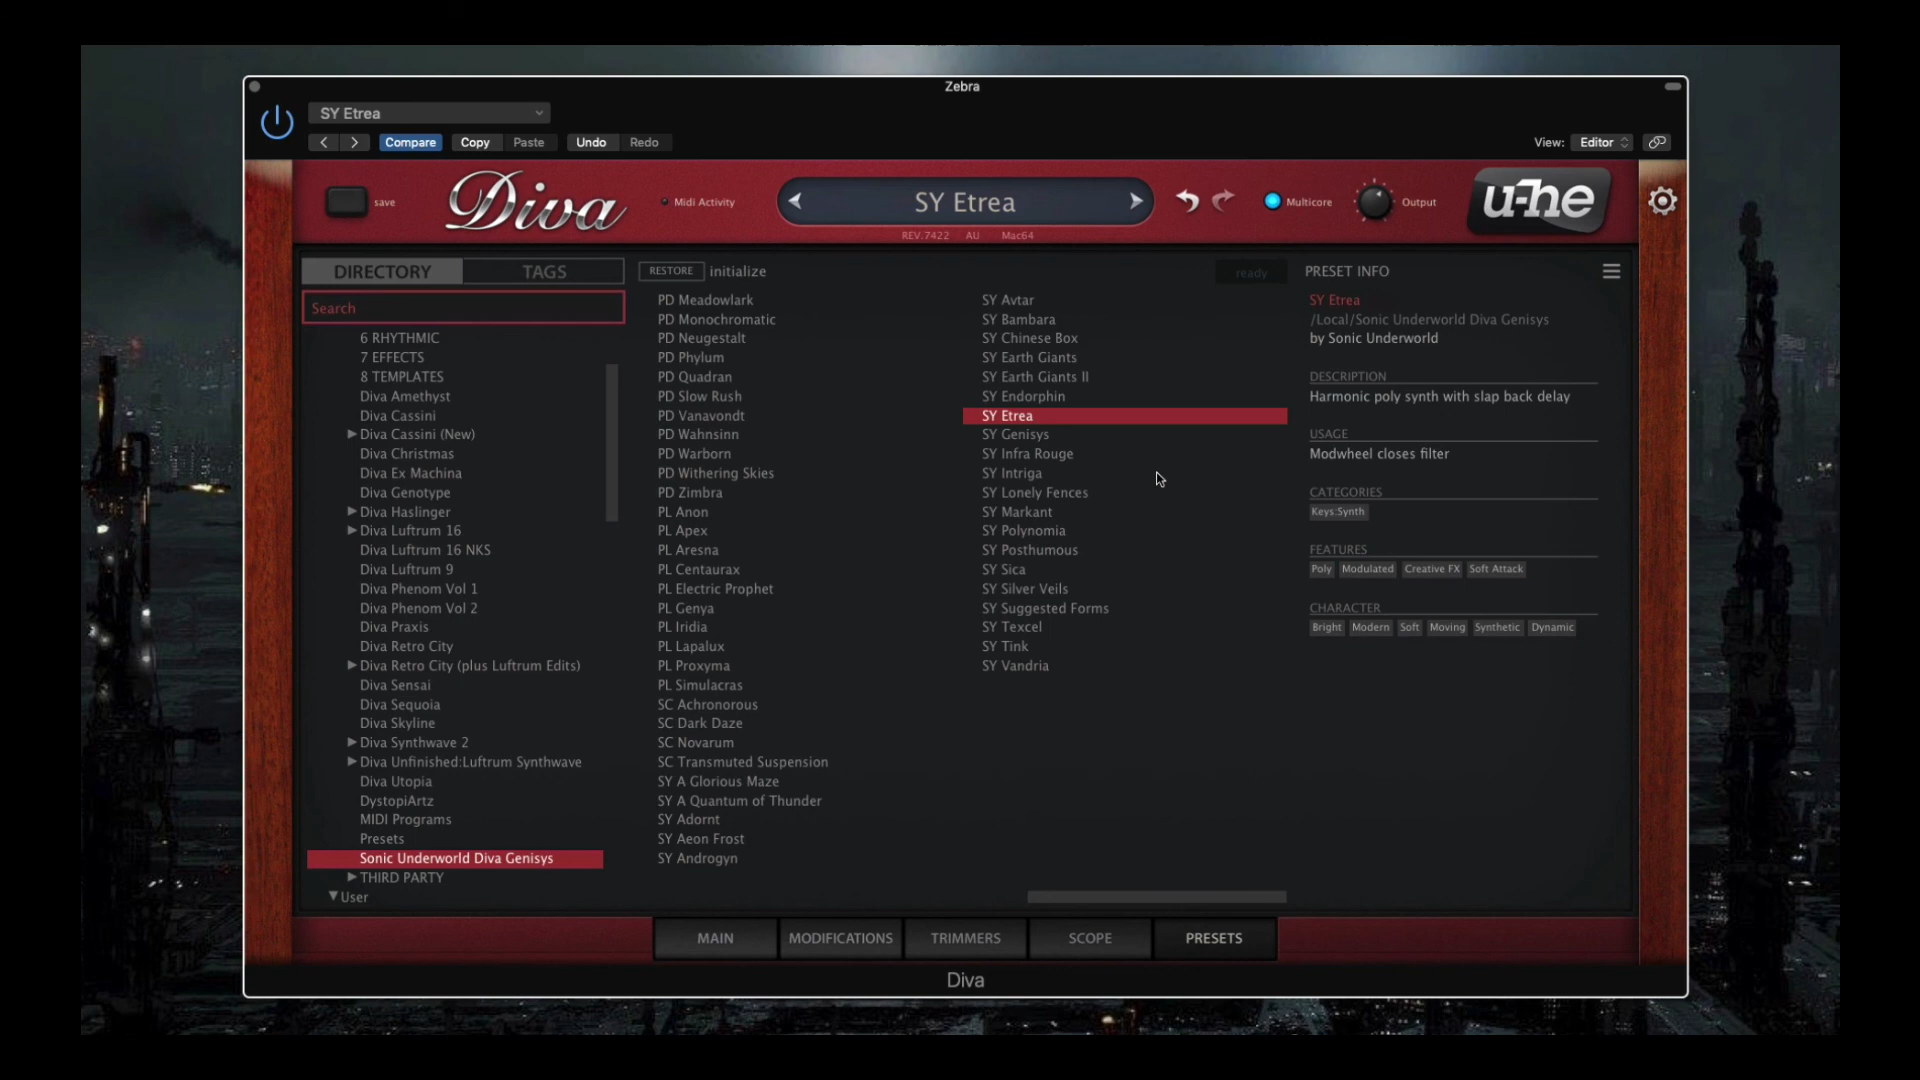 Zebra
SY Etrea
Compare
Copy
Paste
Undo
Redo
View:
Editor
save
Diva
Midi Activity
SY Etrea
Multicore
Output
u-he
REV.7422 AU Mac64
DIRECTORY
TAGS
Search
6 RHYTHMIC
7 EFFECTS
8 TEMPLATES
Diva Amethyst
Diva Cassini
Diva Cassini (New)
Diva Christmas
Diva Ex Machina
Diva Genotype
Diva Haslinger
Diva Luftrum 16
Diva Luftrum 16 NKS
Diva Luftrum 9
Diva Phenom Vol 1
Diva Phenom Vol 2
Diva Praxis
Diva Retro City
Diva Retro City (plus Luftrum Edits)
Diva Sensai
Diva Sequoia
Diva Skyline
Diva Synthwave 2
Diva Unfinished:Luftrum Synthwave
Diva Utopia
DystopiArtz
MIDI Programs
Presets
Sonic Underworld Diva Genisys
THIRD PARTY
User
RESTORE
initialize
ready
PD Meadowlark
PD Monochromatic
PD Neugestalt
PD Phylum
PD Quadran
PD Slow Rush
PD Vanavondt
PD Wahnsinn
PD Warborn
PD Withering Skies
PD Zimbra
PL Anon
PL Apex
PL Aresna
PL Centaurax
PL Electric Prophet
PL Genya
PL Iridia
PL Lapalux
PL Proxyma
PL Simulacras
SC Achronorous
SC Dark Daze
SC Novarum
SC Transmuted Suspension
SY A Glorious Maze
SY A Quantum of Thunder
SY Adornt
SY Aeon Frost
SY Androgyn
SY Avtar
SY Bambara
SY Chinese Box
SY Earth Giants
SY Earth Giants II
SY Endorphin
SY Etrea
SY Genisys
SY Infra Rouge
SY Intriga
SY Lonely Fences
SY Markant
SY Polynomia
SY Posthumous
SY Sica
SY Silver Veils
SY Suggested Forms
SY Texcel
SY Tink
SY Vandria
PRESET INFO
SY Etrea
/Local/Sonic Underworld Diva Genisys
by Sonic Underworld
DESCRIPTION
Harmonic poly synth with slap back delay
USAGE
Modwheel closes filter
CATEGORIES
Keys:Synth
FEATURES
Poly Modulated Creative FX Soft Attack
CHARACTER
Bright Modern Soft Moving Synthetic Dynamic
MAIN
MODIFICATIONS
TRIMMERS
SCOPE
PRESETS
Diva